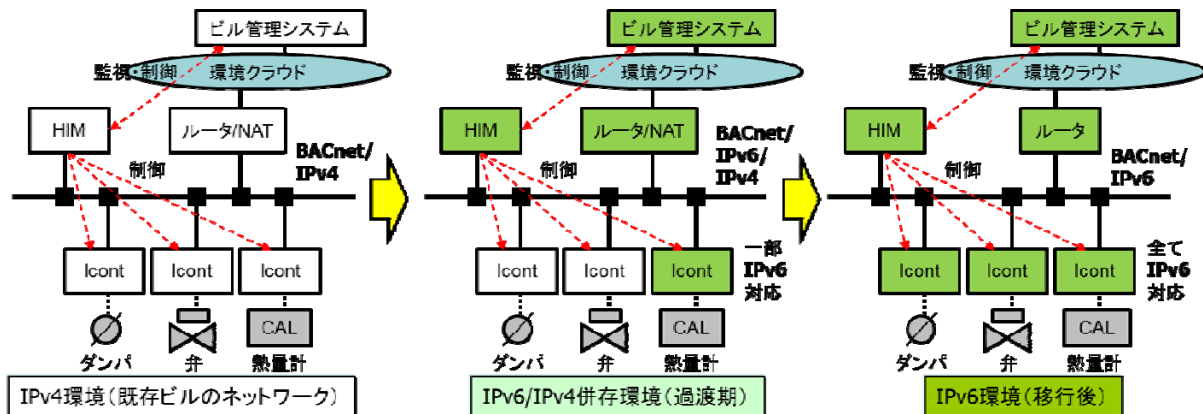 ビル管理システム
監視・制御
環境クラウド
HIM
ルータ/NAT
BACnet/
IPv4
制御
Icont
Icont
Icont
CAL
ダンパ
弁
熱量計
IPv4環境(既存ビルのネットワーク)
ビル管理システム
監視・制御
環境クラウド
HIM
ルータ/NAT
BACnet/
IPv6/
IPv4
制御
Icont
Icont
Icont
一部
IPv6
対応
CAL
ダンパ
弁
熱量計
IPv6/IPv4併存環境(過渡期)
ビル管理システム
監視・制御
環境クラウド
HIM
ルータ
BACnet/
IPv6
制御
Icont
Icont
Icont
全て
IPv6
対応
CAL
ダンパ
弁
熱量計
IPv6環境(移行後)